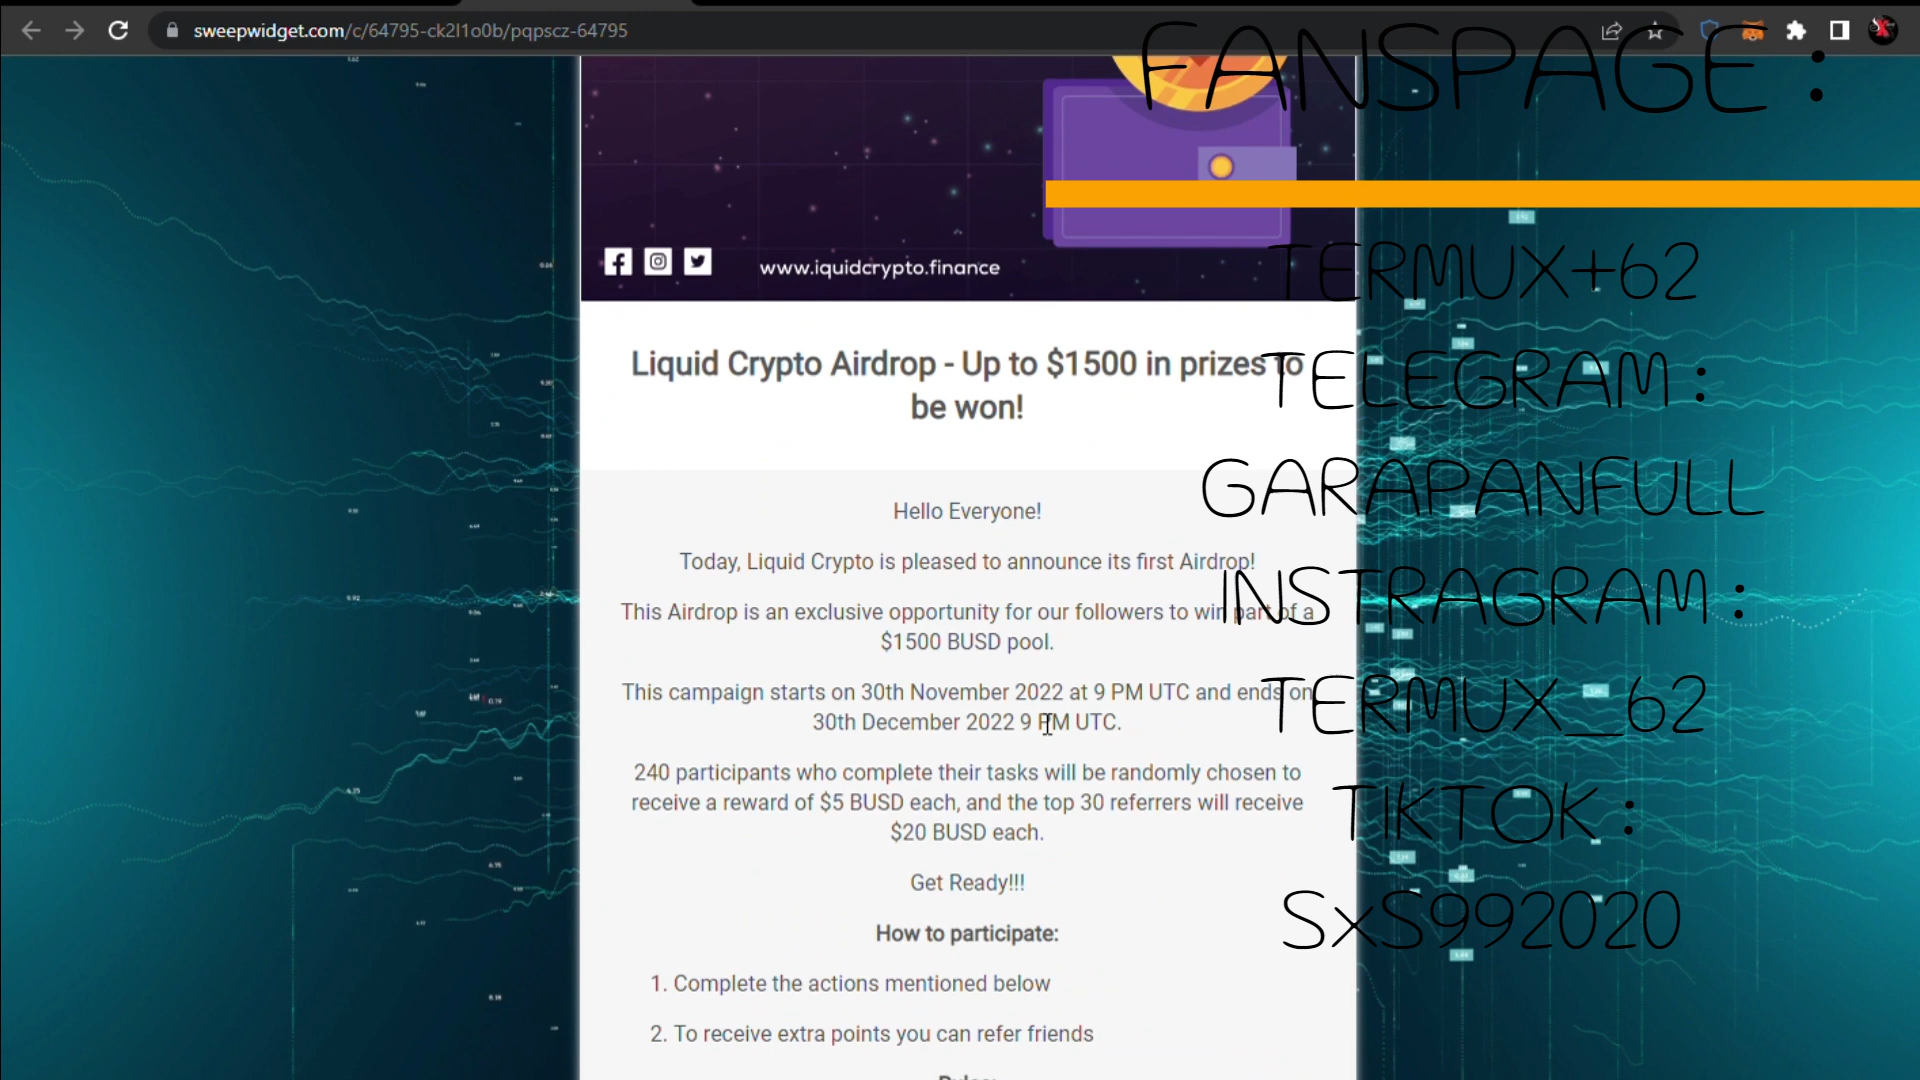 sweepwidget.com/c/64795-ck2l1o0b/pqpscz-64795
FANSPAGE :
www.iquidcrypto.finance
TERMUX+62
Liquid Crypto Airdrop - Up to $1500 in prizes to
be won!
TELEGRAM :
GARAPANFULL
Hello Everyone!
Today, Liquid Crypto is pleased to announce its first Airdrop!
This Airdrop is an exclusive opportunity for our followers to win part of a
$1500 BUSD pool.
INSTRAGRAM :
This campaign starts on 30th November 2022 at 9 PM UTC and ends on
30th December 2022 9 PM UTC.
TERMUX_62
240 participants who complete their tasks will be randomly chosen to
receive a reward of $5 BUSD each, and the top 30 referrers will receive
$20 BUSD each.
TIKTOK :
Get Ready!!!
SxS992020
How to participate:
1. Complete the actions mentioned below
2. To receive extra points you can refer friends